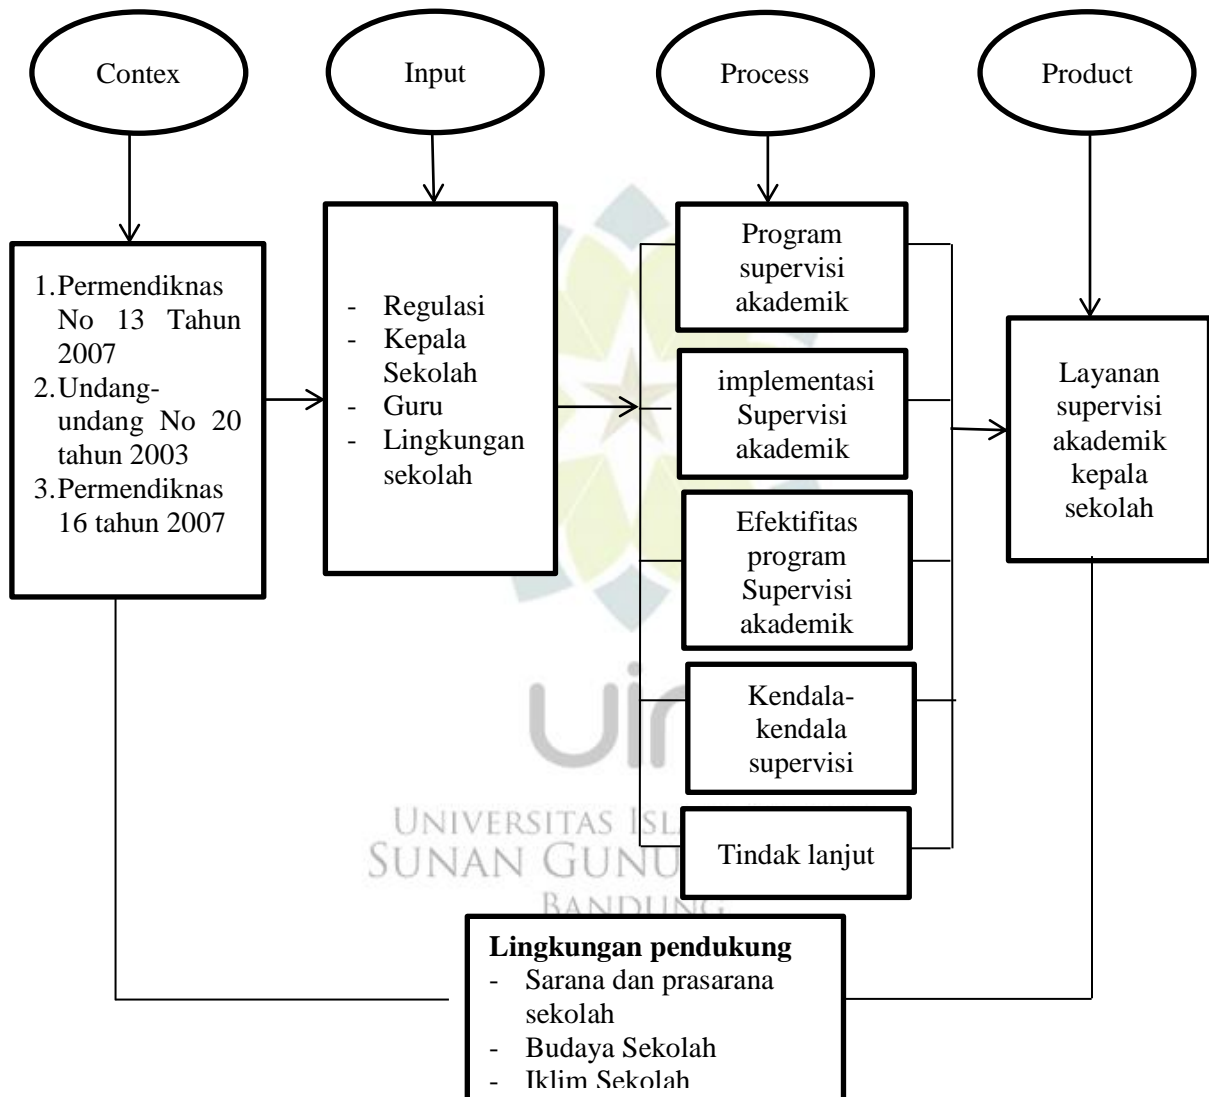 Contex
Input
Process
Product
1.Permendiknas
No 13 Tahun
2007
2.Undang-
undang No 20
tahun 2003
3.Permendiknas
16 tahun 2007
- Regulasi
- Kepala
Sekolah
- Guru
- Lingkungan
sekolah
Program
supervisi
akademik
implementasi
Supervisi
akademik
Efektifitas
program
Supervisi
akademik
Kendala-
kendala
supervisi
Tindak lanjut
Layanan
supervisi
akademik
kepala
sekolah
Lingkungan pendukung
- Sarana dan prasarana
sekolah
- Budaya Sekolah
- Iklim Sekolah
UNIVERSITAS
SUNAN
BANDUNG